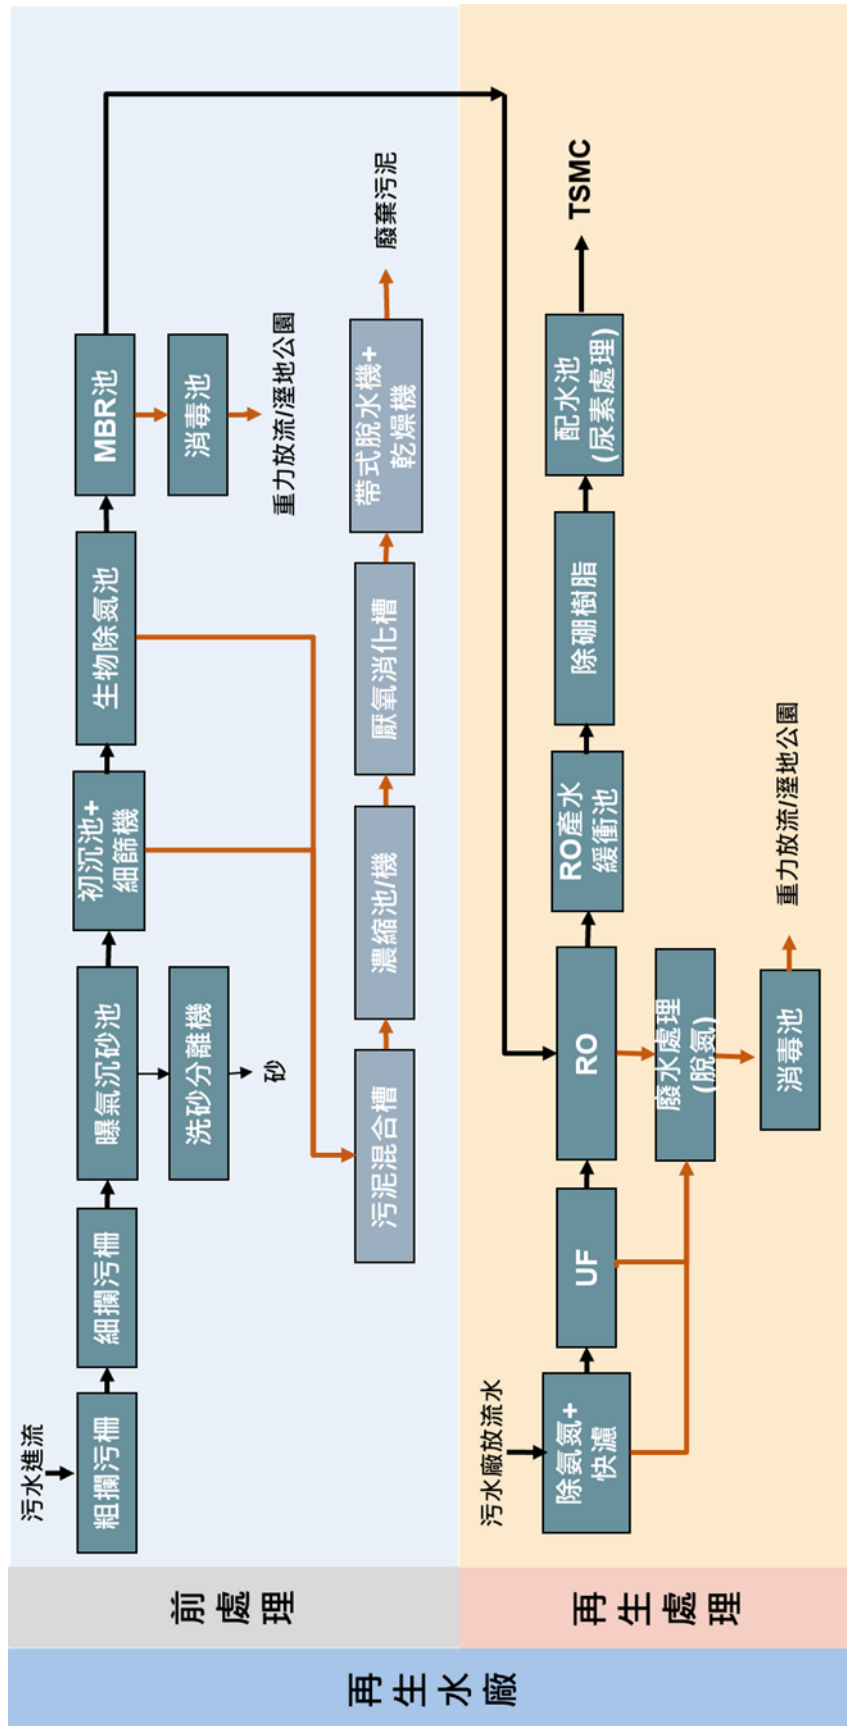 再生水廠
前處理
污水進流
粗攔污柵
細攔污柵
曝氣沉砂池
初沉池+
細篩機
生物除氮池
MBR池
洗砂分離機
砂
消毒池
重力放流/溼地公園
污泥混合槽
濃縮池/機
厭氧消化槽
帶式脫水機+
乾燥機
廢棄污泥
再生處理
污水廠放流水
除氨氮+
快濾
UF
RO
RO產水
緩衝池
除硼樹脂
配水池
(尿素處理)
TSMC
廢水處理
(脫氮)
消毒池
重力放流/溼地公園